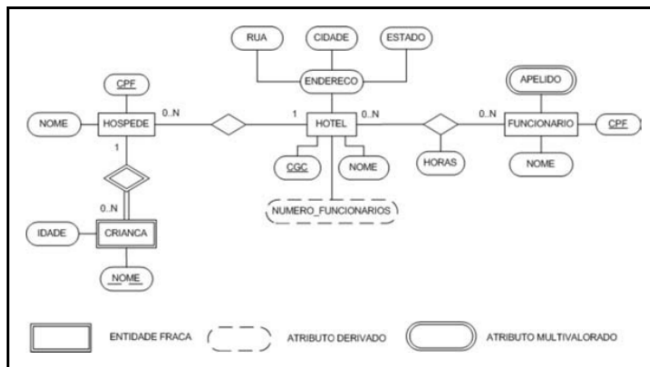 RUA
CIDADE
ESTADO
ENDERECO
APELIDO
CPF
NOME
HOSPEDE
0..N
1
HOTEL
0..N
0..N
FUNCIONARIO
CPF
1
CGC
NOME
HORAS
NOME
NUMERO_FUNCIONARIOS
0..N
IDADE
CRIANCA
NOME
ENTIDADE FRACA
ATRIBUTO DERIVADO
ATRIBUTO MULTIVALORADO